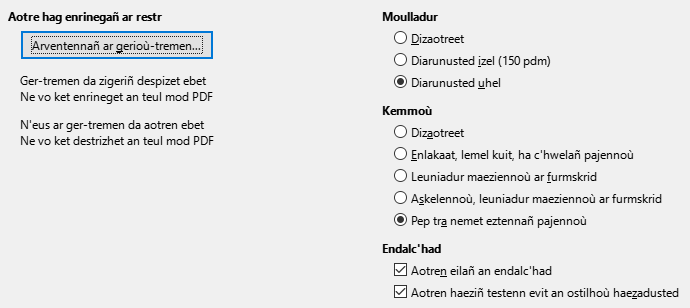 Aotre hag enrinegañ ar restr
Arventennañ ar gerioù-tremen...
Ger-tremen da zigeriñ despizet ebet
Ne vo ket enrineget an teul mod PDF
N'eus ar ger-tremen da aotren ebet
Ne vo ket destrizhet an teul mod PDF
Moulladur
Dizaotreet
Diarunusted izel (150 pdm)
Diarunusted uhel
Kemmoù
Dizaotreet
Enlakaat, lemel kuit, ha c'hwelañ pajennoù
Leuniadur maeziennoù ar furmskrid
Askelennoù, leuniadur maeziennoù ar furmskrid
Pep tra nemet eztennañ pajennoù
Endalc'had
Aotren eilañ an endalc'had
Aotren haeziñ testenn evit an ostilhoù haezadusted